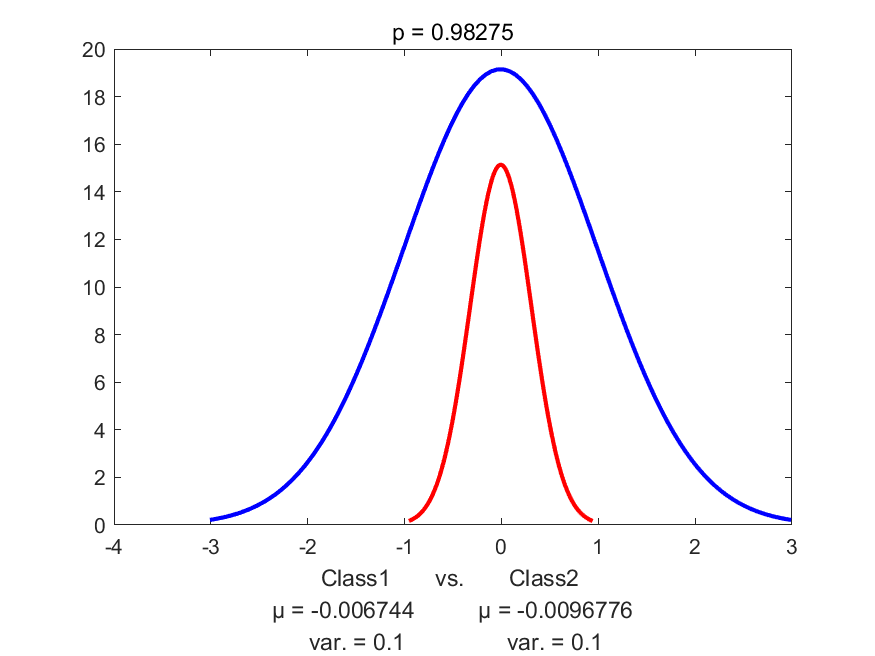 p = 0.98275
20
18
16
14
12
10
8
6
4
2
0
-4 -3 -2 -1 0 1 2 3
Class1 vs. Class2
μ = -0.006744 μ = -0.0096776
var. = 0.1 var. = 0.1